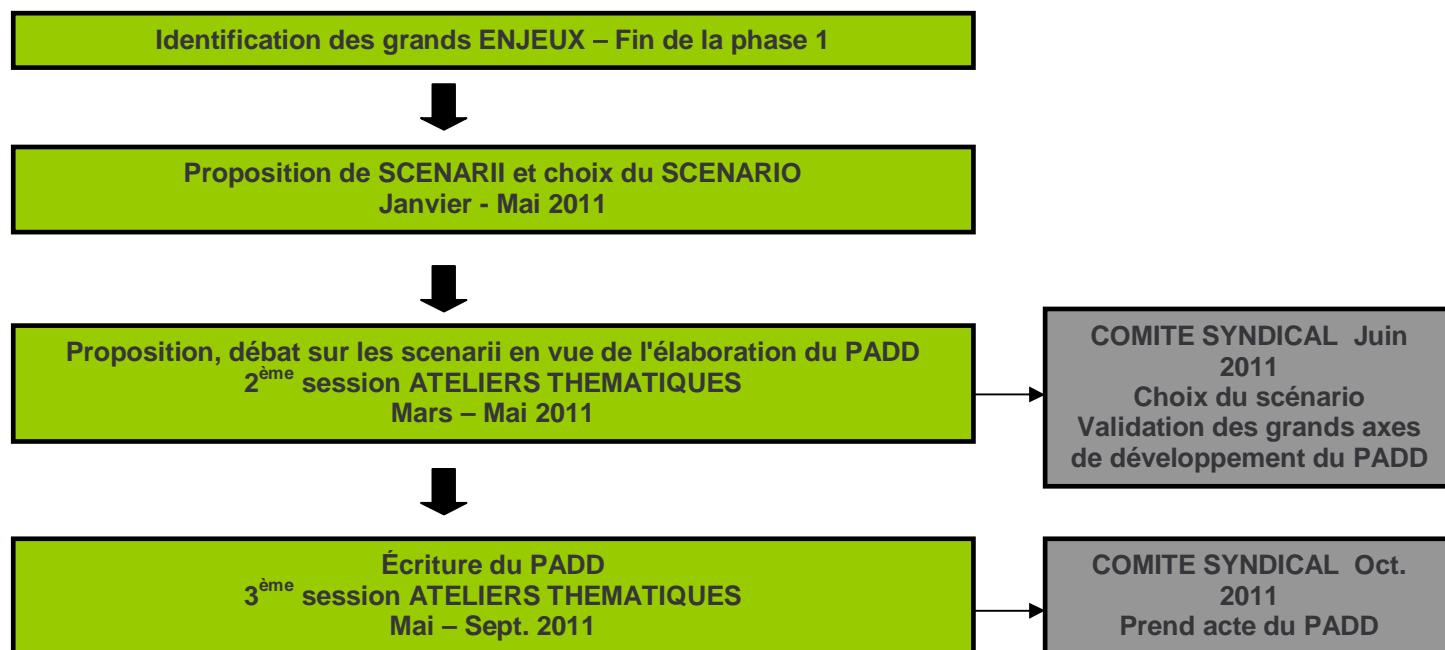 Identification des grands ENJEUX – Fin de la phase 1
Proposition de SCENARII et choix du SCENARIO
Janvier - Mai 2011
Proposition, débat sur les scenarii en vue de l'élaboration du PADD
2ème session ATELIERS THEMATIQUES
Mars – Mai 2011
COMITE SYNDICAL Juin
2011
Choix du scénario
Validation des grands axes
de développement du PADD
Écriture du PADD
3ème session ATELIERS THEMATIQUES
Mai – Sept. 2011
COMITE SYNDICAL Oct.
2011
Prend acte du PADD